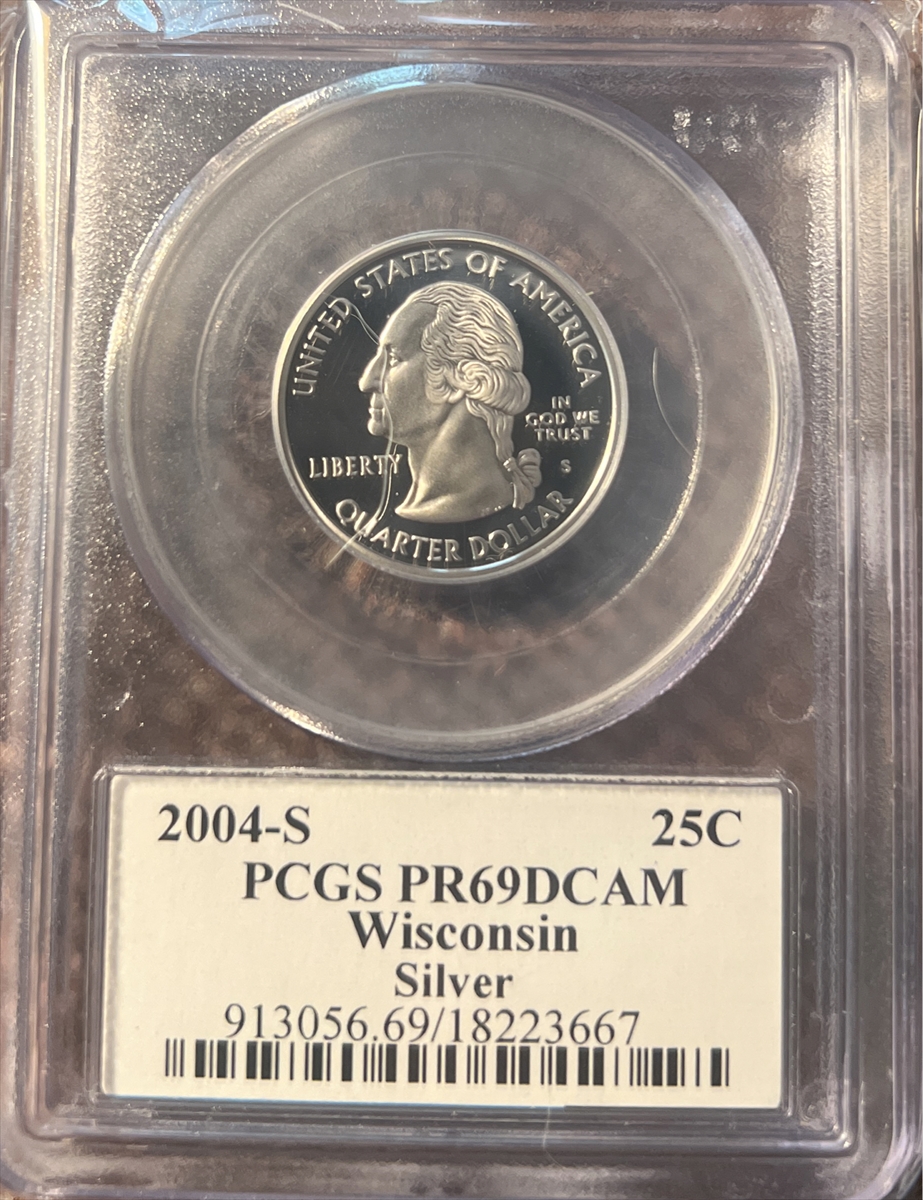 UNITED STATES OF AMERICA
IN
GOD WE
TRUST
LIBERTY
S
QUARTER DOLLAR
2004-S 25C
PCGS PR69DCAM
Wisconsin
Silver
913056.69/18223667